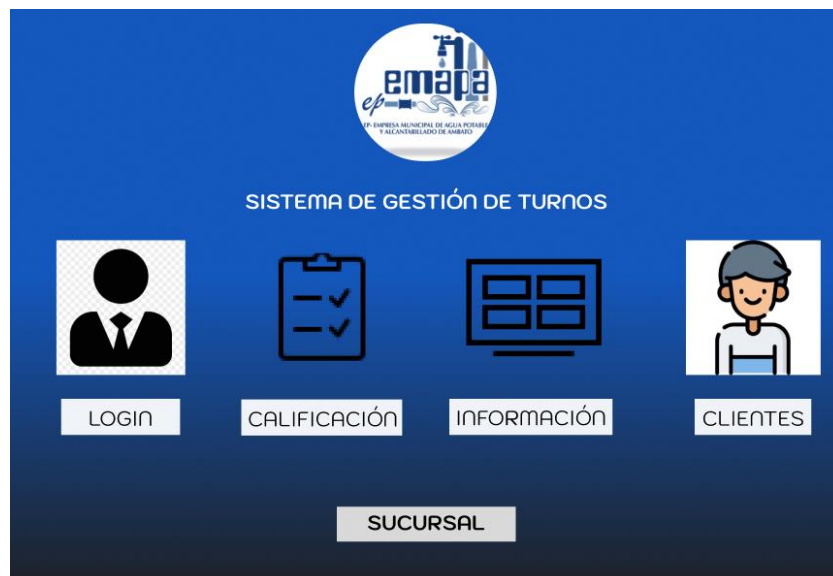 emapa
ep
EP- EMPRESA MUNICIPAL DE AGUA POTABLE
Y ALCANTARILLADO DE AMBATO
SISTEMA DE GESTIÓN DE TURNOS
LOGIN
CALIFICACIÓN
INFORMACIÓN
CLIENTES
SUCURSAL